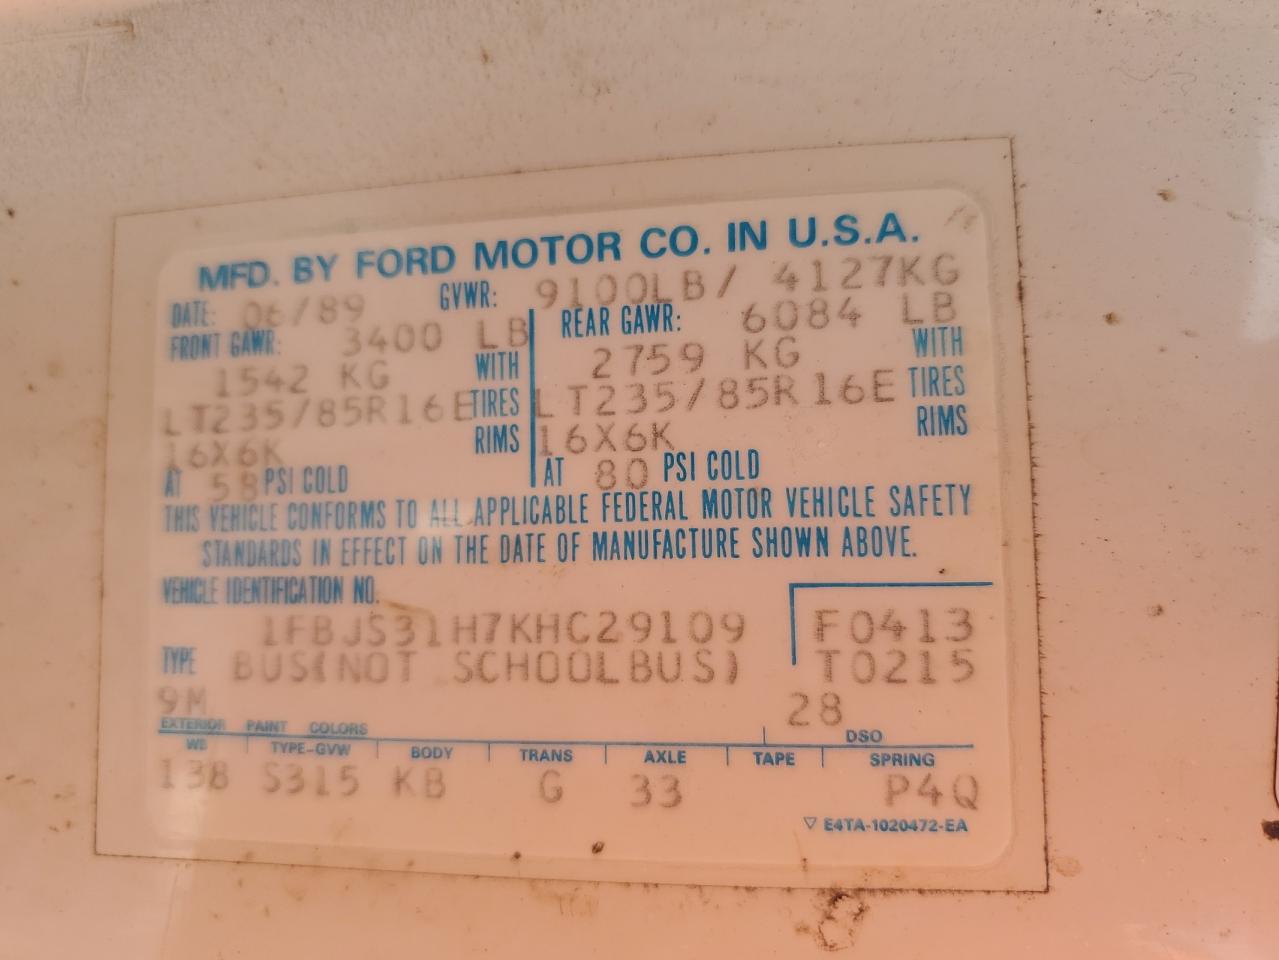 MFD. BY FORD MOTOR CO. IN U.S.A.
DATE: 06/89 GVWR: 9100LB/ 4127KG
FRONT GAWR: 3400 LB REAR GAWR: 6084 LB
1542 KG WITH 2759 KG WITH
LT235/85R16E TIRES LT235/85R16E TIRES
16X6K RIMS 16X6K RIMS
AT 58 PSI COLD AT 80 PSI COLD
THIS VEHICLE CONFORMS TO ALL APPLICABLE FEDERAL MOTOR VEHICLE SAFETY
STANDARDS IN EFFECT ON THE DATE OF MANUFACTURE SHOWN ABOVE.
VEHICLE IDENTIFICATION NO.
1FBJS31H7KHC29109 F0413
TYPE BUS(NOT SCHOOLBUS) T0215
9M 28
EXTERIOR PAINT COLORS DSO
WB TYPE-GVW BODY TRANS AXLE TAPE SPRING
138 S315 KB G 33 P4Q
▽ E4TA-1020472-EA